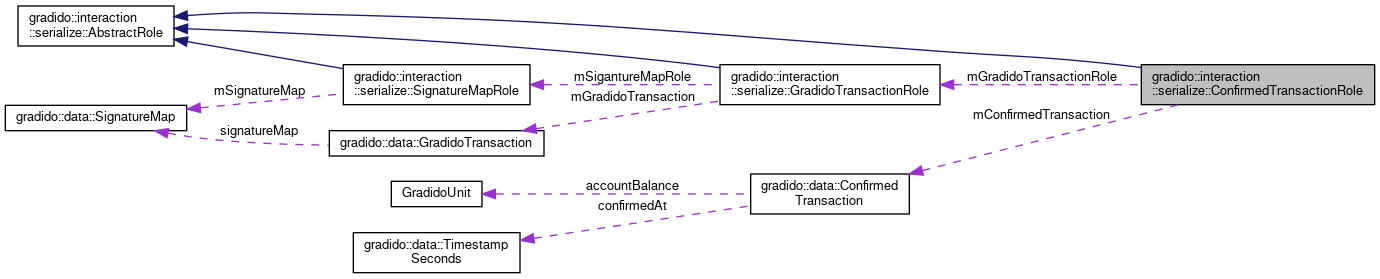 gradido::interaction
::serialize::AbstractRole
gradido::interaction
::serialize::SignatureMapRole
mSigantureMapRole
gradido::interaction
::serialize::GradidoTransactionRole
mGradidoTransactionRole
gradido::interaction
::serialize::ConfirmedTransactionRole
mSignatureMap
mGradidoTransaction
gradido::data::SignatureMap
signatureMap
gradido::data::GradidoTransaction
mConfirmedTransaction
GradidoUnit
accountBalance
gradido::data::Confirmed
Transaction
confirmedAt
gradido::data::Timestamp
Seconds